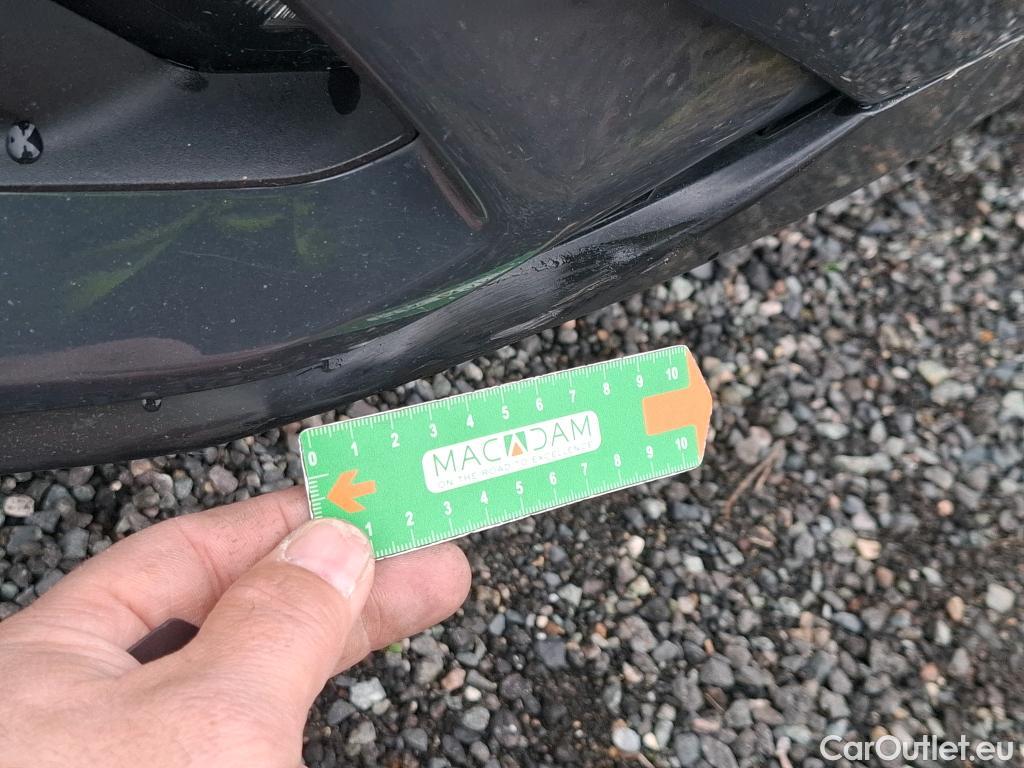 0 1 2 3 4 5 6 7 8 9 10
MACADAM
ON THE ROAD TO EXCELLENCE
1 2 3 4 5 6 7 8 9 10
CarOutlet.eu